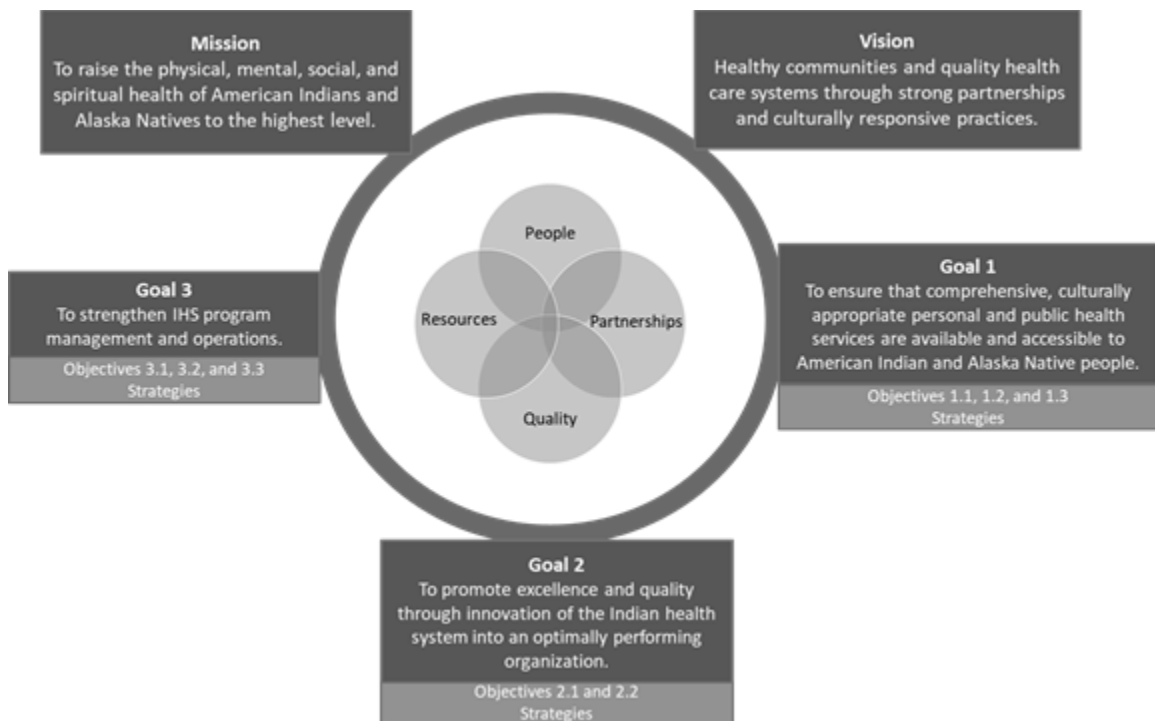 Mission
To raise the physical, mental, social, and
spiritual health of American Indians and
Alaska Natives to the highest level.
Vision
Healthy communities and quality health
care systems through strong partnerships
and culturally responsive practices.
People
Resources
Partnerships
Quality
Goal 3
To strengthen IHS program
management and operations.
Objectives 3.1, 3.2, and 3.3
Strategies
Goal 1
To ensure that comprehensive, culturally
appropriate personal and public health
services are available and accessible to
American Indian and Alaska Native people.
Objectives 1.1, 1.2, and 1.3
Strategies
Goal 2
To promote excellence and quality
through innovation of the Indian health
system into an optimally performing
organization.
Objectives 2.1 and 2.2
Strategies